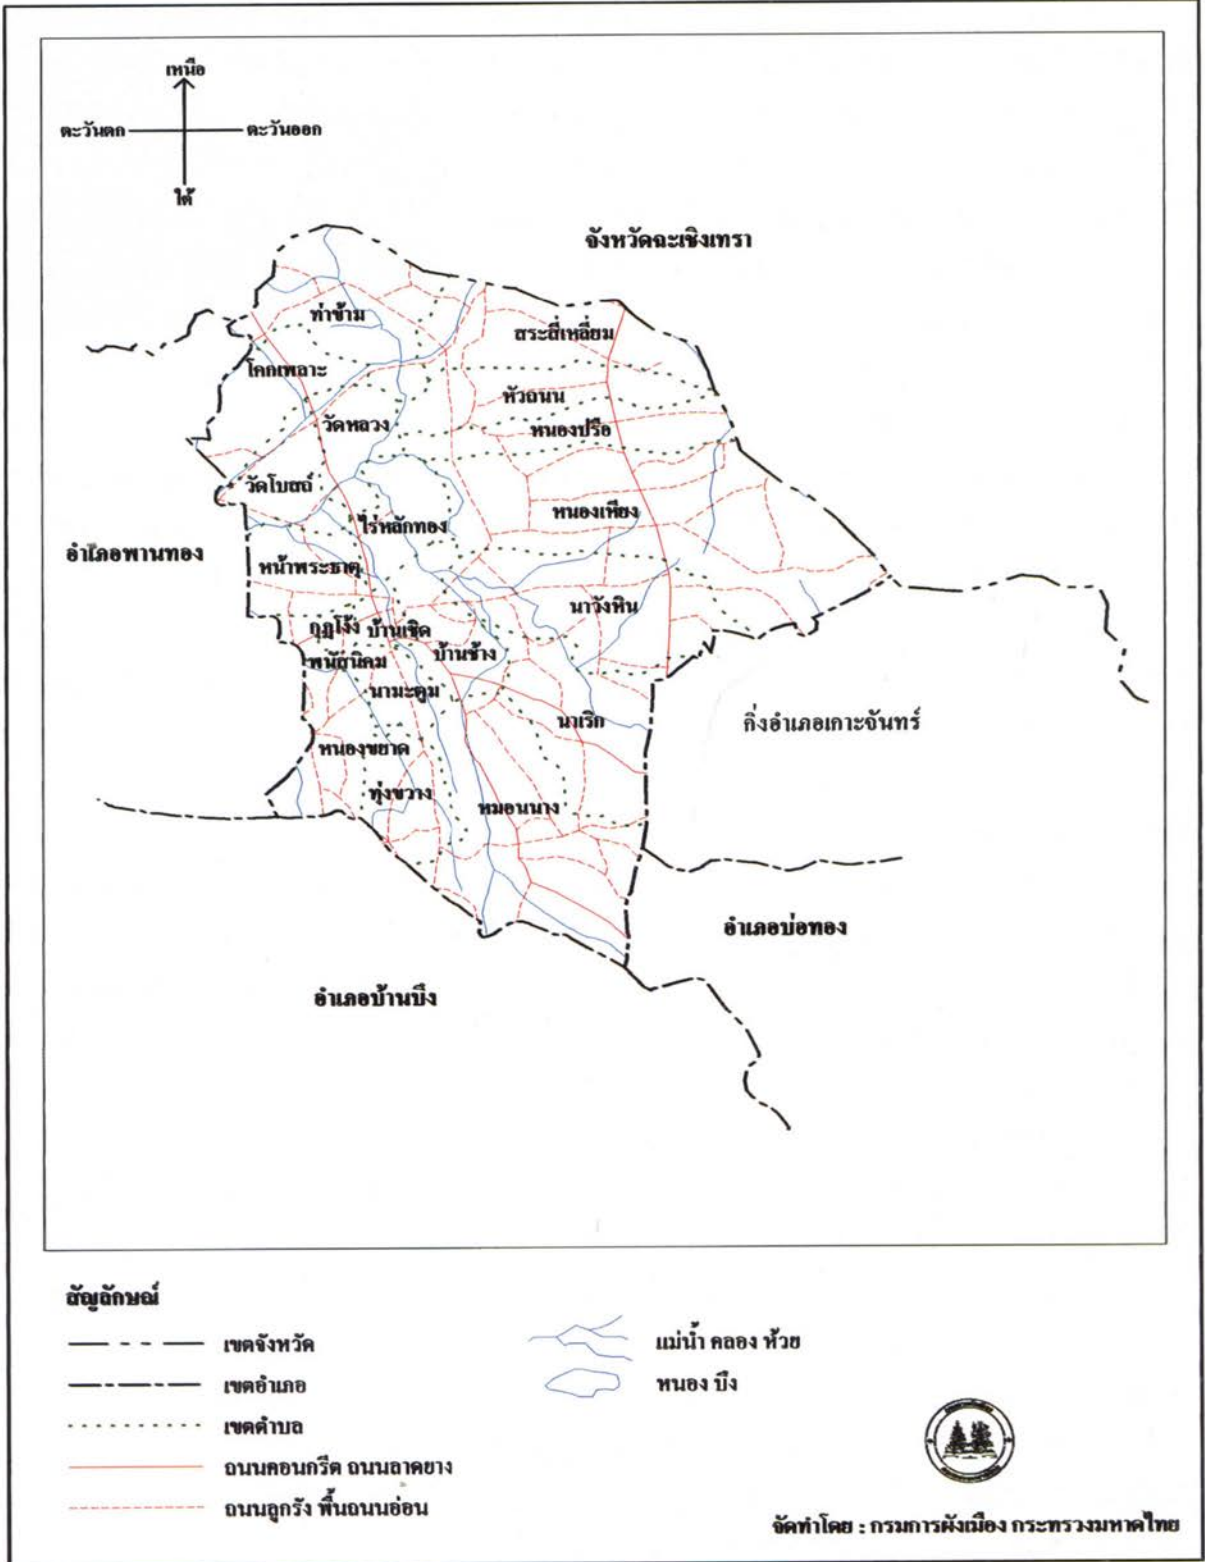 เหนือ
ตะวันตก ตะวันออก
ใต้
จังหวัดฉะเชิงเทรา
ท่าข้าม
สระสี่เหลี่ยม
โคกเพลาะ
หัวถนน
วัดหลวง
หนองปรือ
วัดโบสถ์
หนองเหียง
ไร่หลักทอง
อำเภอพานทอง
หน้าพระธาตุ
นาวังหิน
กุฎโง้ง บ้านเซิด
บ้านช้าง
พนัสนิคม
นามะตูม
นาเริก
กิ่งอำเภอเกาะจันทร์
หนองขยาด
ทุ่งขวาง
หมอนนาง
อำเภอบ่อทอง
อำเภอบ้านบึง
สัญลักษณ์
เขตจังหวัด
แม่น้ำ คลอง ห้วย
เขตอำเภอ
หนอง บึง
เขตตำบล
ถนนคอนกรีต ถนนลาดยาง
ถนนลูกรัง พื้นถนนอ่อน
จัดทำโดย : กรมการผังเมือง กระทรวงมหาดไทย